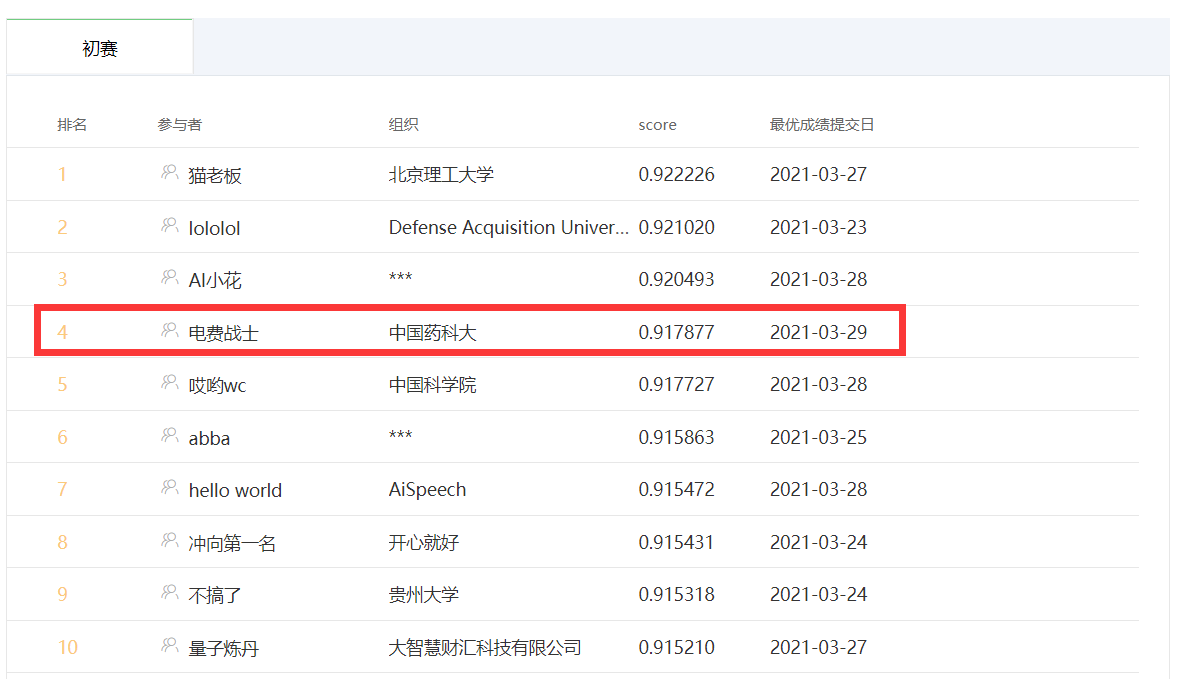 初赛
排名 参与者 组织 score 最优成绩提交日
1 猫老板 北京理工大学 0.922226 2021-03-27
2 lololol Defense Acquisition Univer... 0.921020 2021-03-23
3 AI小花 *** 0.920493 2021-03-28
4 电费战士 中国药科大 0.917877 2021-03-29
5 哎哟wc 中国科学院 0.917727 2021-03-28
6 abba *** 0.915863 2021-03-25
7 hello world AiSpeech 0.915472 2021-03-28
8 冲向第一名 开心就好 0.915431 2021-03-24
9 不搞了 贵州大学 0.915318 2021-03-24
10 量子炼丹 大智慧财汇科技有限公司 0.915210 2021-03-27